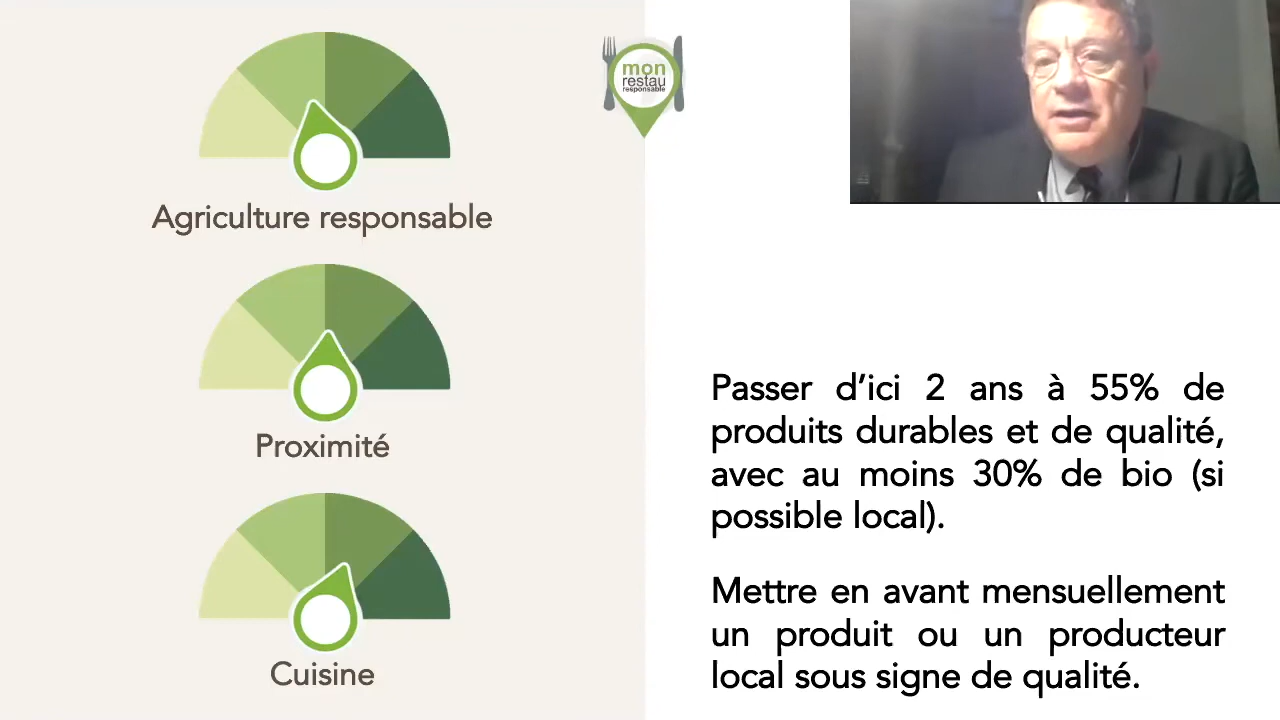 mon
restau
responsable
Agriculture responsable
Proximité
Cuisine
Passer d’ici 2 ans à 55% de
produits durables et de qualité,
avec au moins 30% de bio (si
possible local).
Mettre en avant mensuellement
un produit ou un producteur
local sous signe de qualité.